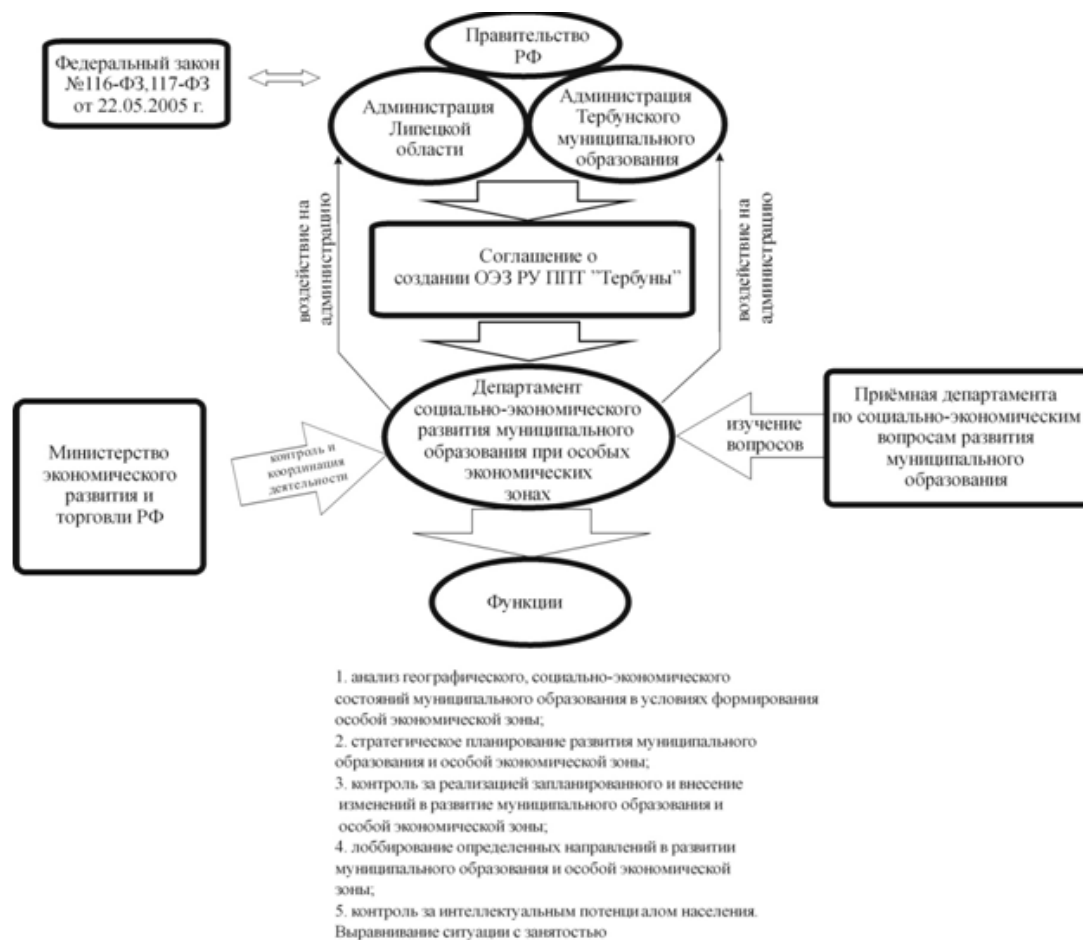 Правительство
РФ
Федеральный закон
№116-ФЗ,117-ФЗ
от 22.05.2005 г.
Администрация
Липецкой
области
Администрация
Тербунского
муниципального
образования
воздействие на
администрацию
Соглашение о
создании ОЭЗ РУ ППТ ”Тербуны”
воздействие на
администрацию
Министерство
экономического
развития и
торговли РФ
контроль и
координация
деятельности
Департамент
социально-экономического
развития муниципального
образования при особых
экономических
зонах
изучение
вопросов
Приёмная департамента
по социально-экономическим
вопросам развития
муниципального
образования
Функции
1. анализ географического, социально-экономического
состояний муниципального образования в условиях формирования
особой экономической зоны;
2. стратегическое планирование развития муниципального
образования и особой экономической зоны;
3. контроль за реализацией запланированного и внесение
изменений в развитие муниципального образования и
особой экономической зоны;
4. лоббирование определенных направлений в развитии
муниципального образования и особой экономической
зоны;
5. контроль за интеллектуальным потенциалом населения.
Выравнивание ситуации с занятостью